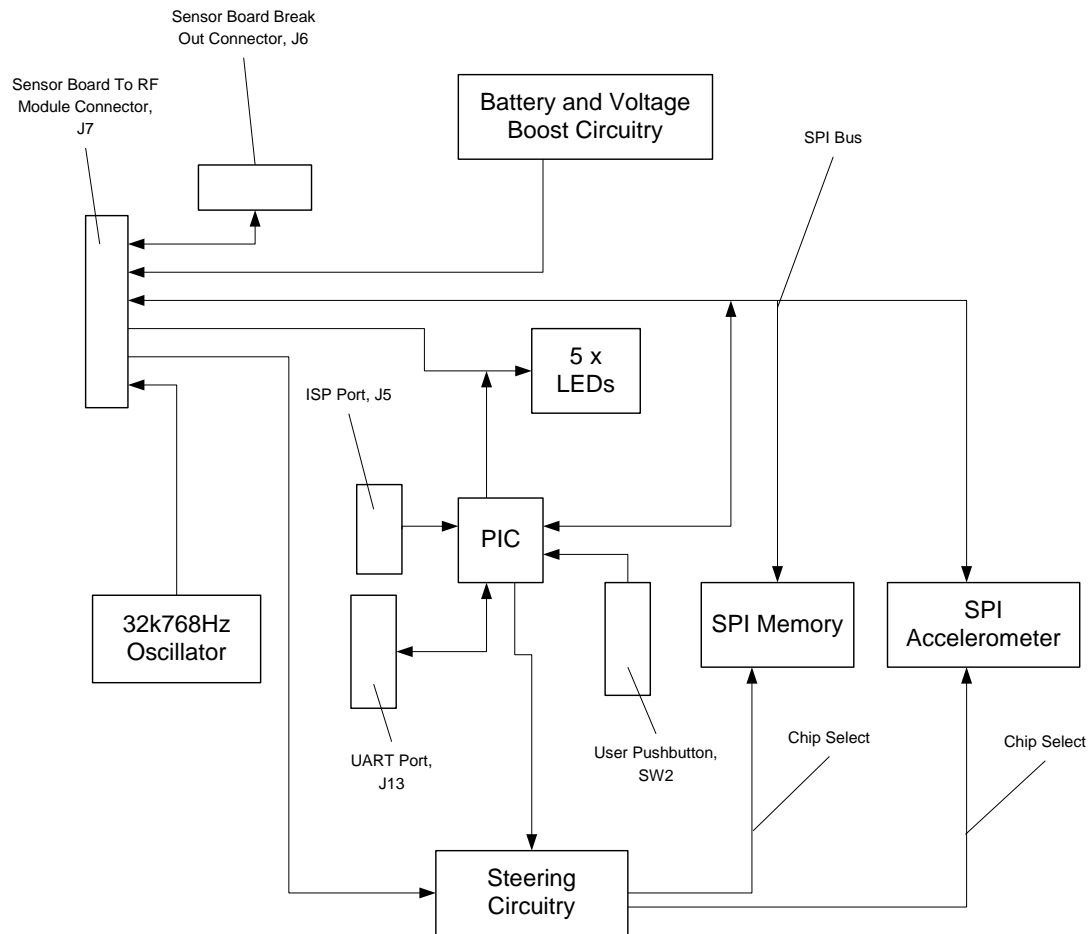 Sensor Board Break
Out Connector, J6
Sensor Board To RF
Module Connector,
J7
Battery and Voltage
Boost Circuitry
SPI Bus
5 x
LEDs
ISP Port, J5
PIC
32k768Hz
Oscillator
SPI Memory
SPI
Accelerometer
UART Port,
J13
User Pushbutton,
SW2
Chip Select
Chip Select
Steering
Circuitry